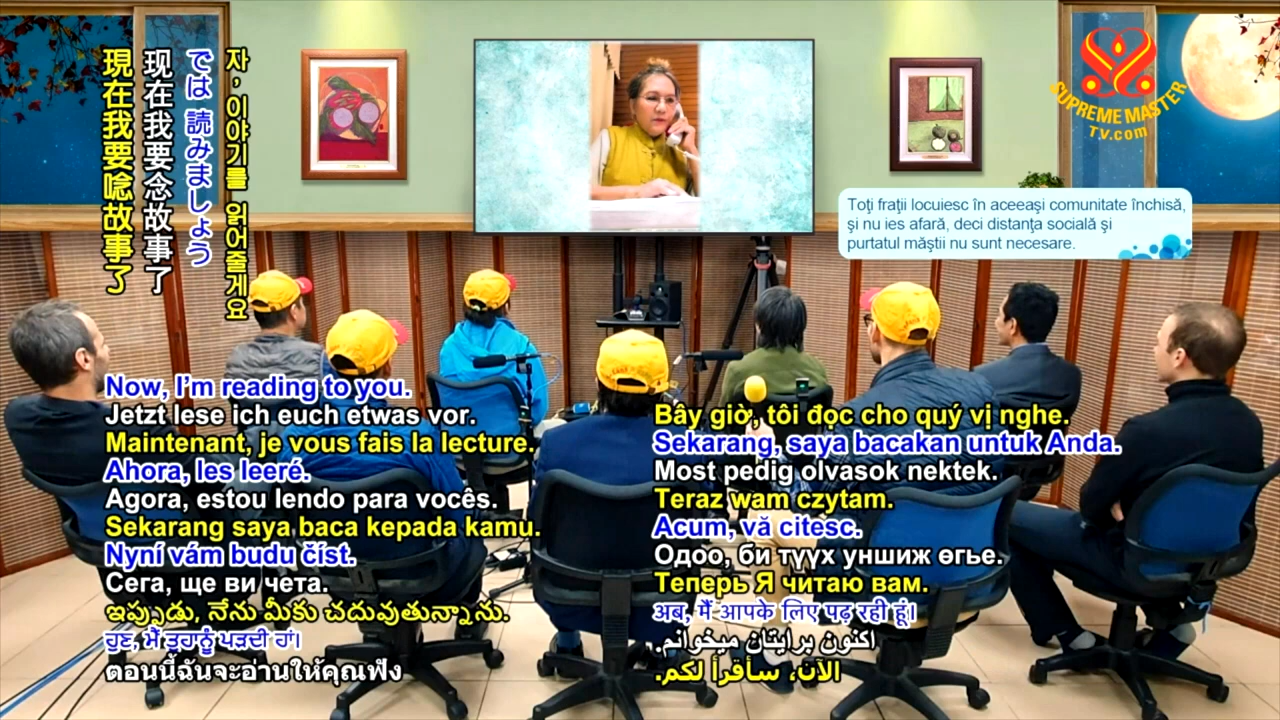 現在我要唸故事了
现在我要念故事了
では 読みましょう
자, 이야기를 읽어줄게요
SUPREME MASTER
TV.com
Toţi fraţii locuiesc în aceeaşi comunitate închisă,
şi nu ies afară, deci distanţa socială şi
purtatul măştii nu sunt necesare.
Now, I'm reading to you.
Jetzt lese ich euch etwas vor.
Maintenant, je vous fais la lecture.
Ahora, les leeré.
Agora, estou lendo para vocês.
Sekarang saya baca kepada kamu.
Nyní vám budu číst.
Сега, ще ви чета.
ఇప్పుడు, నేను మీకు చదువుతున్నాను.
ਹੁਣ, ਮੈਂ ਤੁਹਾਨੂੰ ਪੜਦੀ ਹਾਂ।
ตอนนี้ฉันจะอ่านให้คุณฟัง
Bây giờ, tôi đọc cho quý vị nghe.
Sekarang, saya bacakan untuk Anda.
Most pedig olvasok nektek.
Teraz wam czytam.
Acum, vă citesc.
Одоо, би түүх уншиж өгье.
Теперь Я читаю вам.
अब, मैं आपके लिए पढ़ रही हूं।
اکنون برایتان میخوانم.
الآن، سأقرأ لكم.